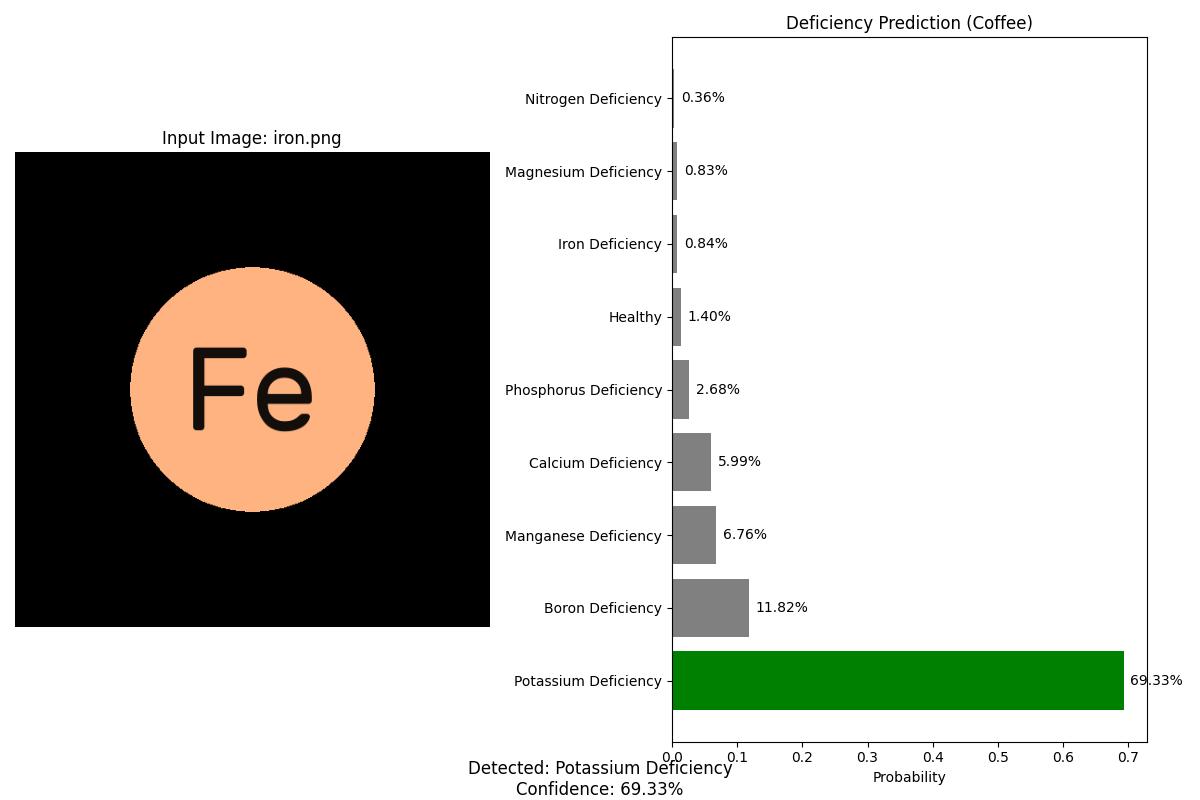 Input Image: iron.png
Fe
Deficiency Prediction (Coffee)
Nitrogen Deficiency 0.36%
Magnesium Deficiency 0.83%
Iron Deficiency 0.84%
Healthy 1.40%
Phosphorus Deficiency 2.68%
Calcium Deficiency 5.99%
Manganese Deficiency 6.76%
Boron Deficiency 11.82%
Potassium Deficiency 69.33%
0.0 0.1 0.2 0.3 0.4 0.5 0.6 0.7
Probability
Detected: Potassium Deficiency
Confidence: 69.33%